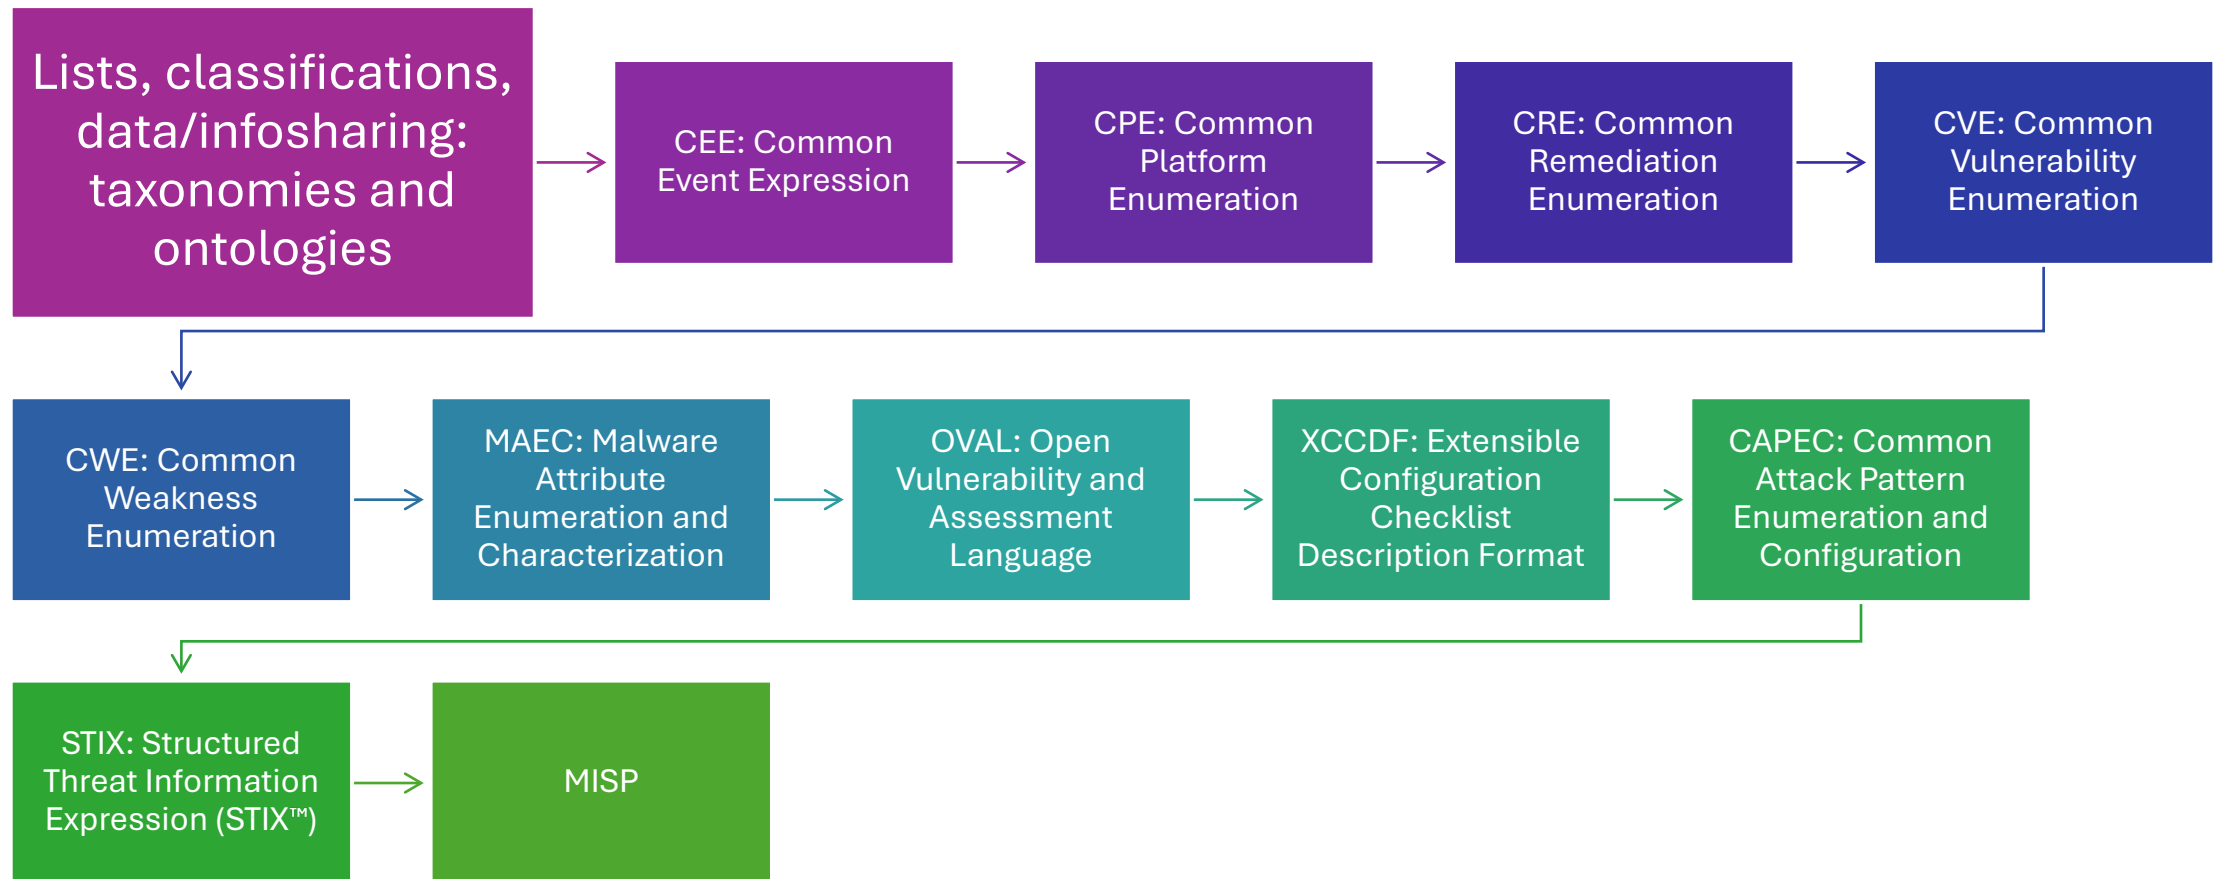 Lists, classifications,
data/infosharing:
taxonomies and
ontologies
CEE: Common
Event Expression
CPE: Common
Platform
Enumeration
CRE: Common
Remediation
Enumeration
CVE: Common
Vulnerability
Enumeration
CWE: Common
Weakness
Enumeration
MAEC: Malware
Attribute
Enumeration and
Characterization
OVAL: Open
Vulnerability and
Assessment
Language
XCCDF: Extensible
Configuration
Checklist
Description Format
CAPEC: Common
Attack Pattern
Enumeration and
Configuration
STIX: Structured
Threat Information
Expression (STIX™)
MISP